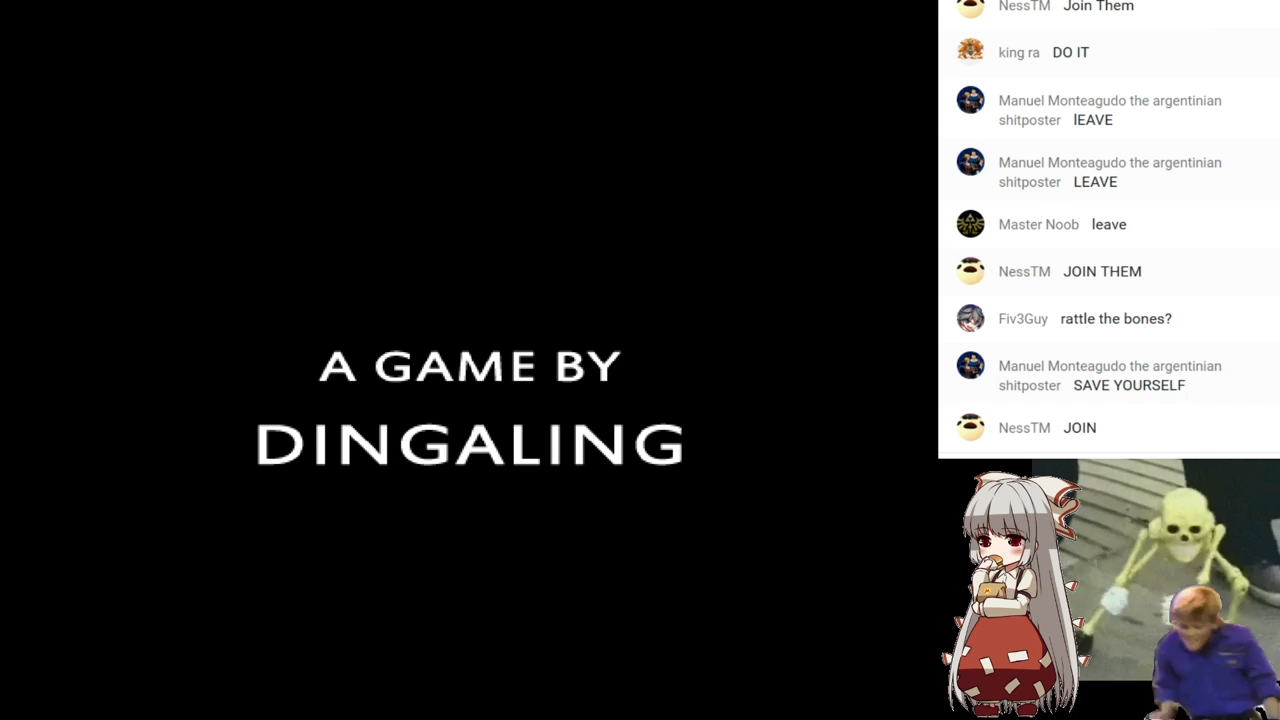 A GAME BY
DINGALING
NessTM Join Them
king ra DO IT
Manuel Monteagudo the argentinian
shitposter lEAVE
Manuel Monteagudo the argentinian
shitposter LEAVE
Master Noob leave
NessTM JOIN THEM
Fiv3Guy rattle the bones?
Manuel Monteagudo the argentinian
shitposter SAVE YOURSELF
NessTM JOIN